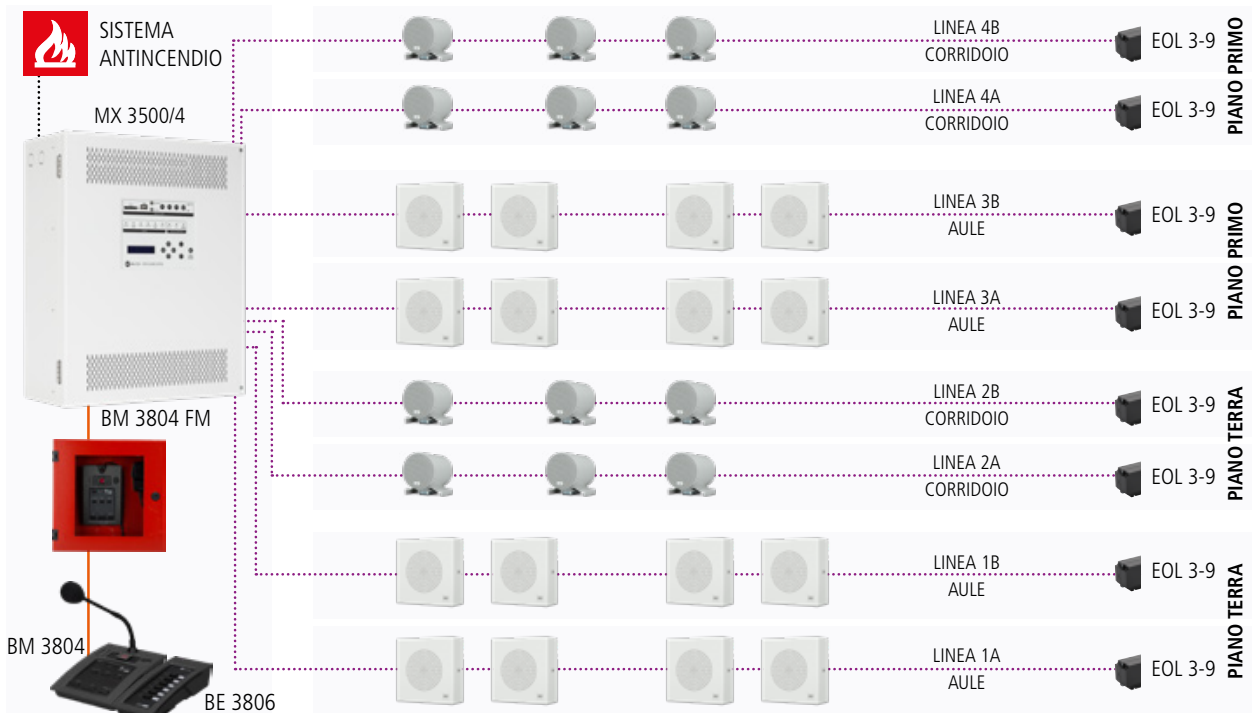 SISTEMA
ANTINCENDIO
MX 3500/4
BM 3804 FM
BM 3804
BE 3806
LINEA 4B
CORRIDOIO
EOL 3-9
LINEA 4A
CORRIDOIO
EOL 3-9
PIANO PRIMO
LINEA 3B
AULE
EOL 3-9
LINEA 3A
AULE
EOL 3-9
PIANO PRIMO
LINEA 2B
CORRIDOIO
EOL 3-9
LINEA 2A
CORRIDOIO
EOL 3-9
PIANO TERRA
LINEA 1B
AULE
EOL 3-9
LINEA 1A
AULE
EOL 3-9
PIANO TERRA